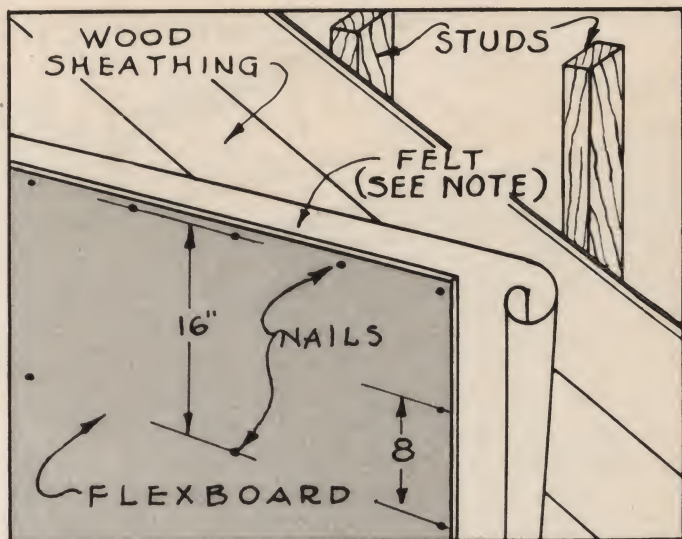 WOOD
SHEATHING
STUDS
FELT
(SEE NOTE)
16"
NAILS
8
FLEXBOARD